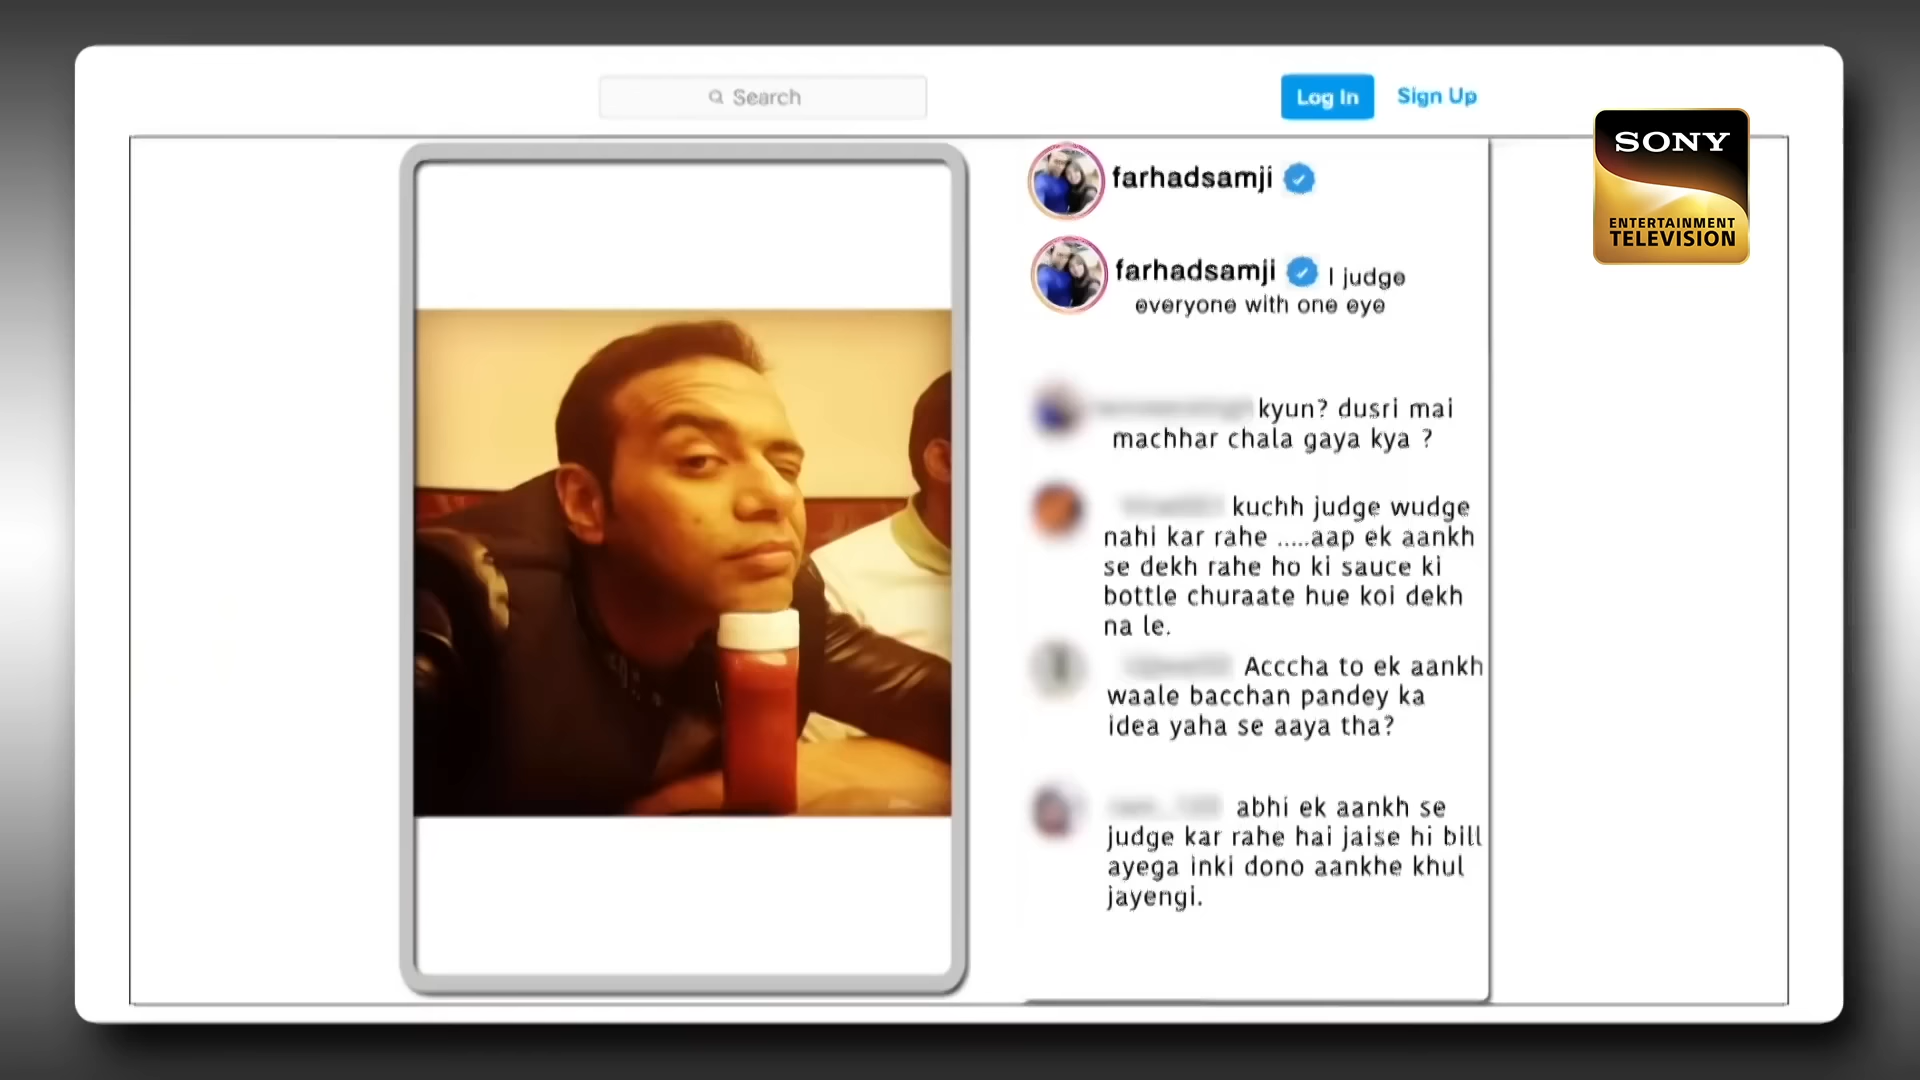 Search
Log In
Sign Up
SONY
ENTERTAINMENT
TELEVISION
farhadsamji
farhadsamji I judge
everyone with one eye
kyun? dusri mai
machhar chala gaya kya ?
kuchh judge wudge
nahi kar rahe .....aap ek aankh
se dekh rahe ho ki sauce ki
bottle churaate hue koi dekh
na le.
Acccha to ek aankh
waale bacchan pandey ka
idea yaha se aaya tha?
abhi ek aankh se
judge kar rahe hai jaise hi bill
ayega inki dono aankhe khul
jayengi.